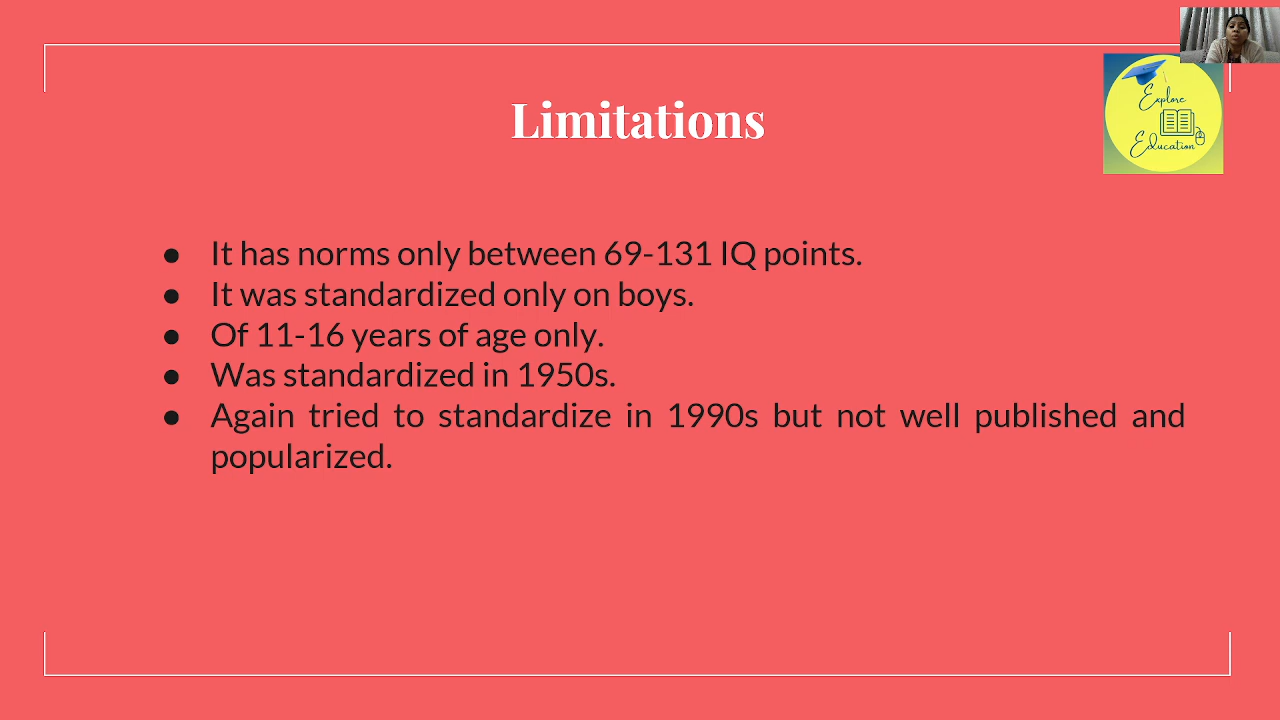 Limitations
Explore
Education
● It has norms only between 69-131 IQ points.
● It was standardized only on boys.
● Of 11-16 years of age only.
● Was standardized in 1950s.
● Again tried to standardize in 1990s but not well published and
popularized.